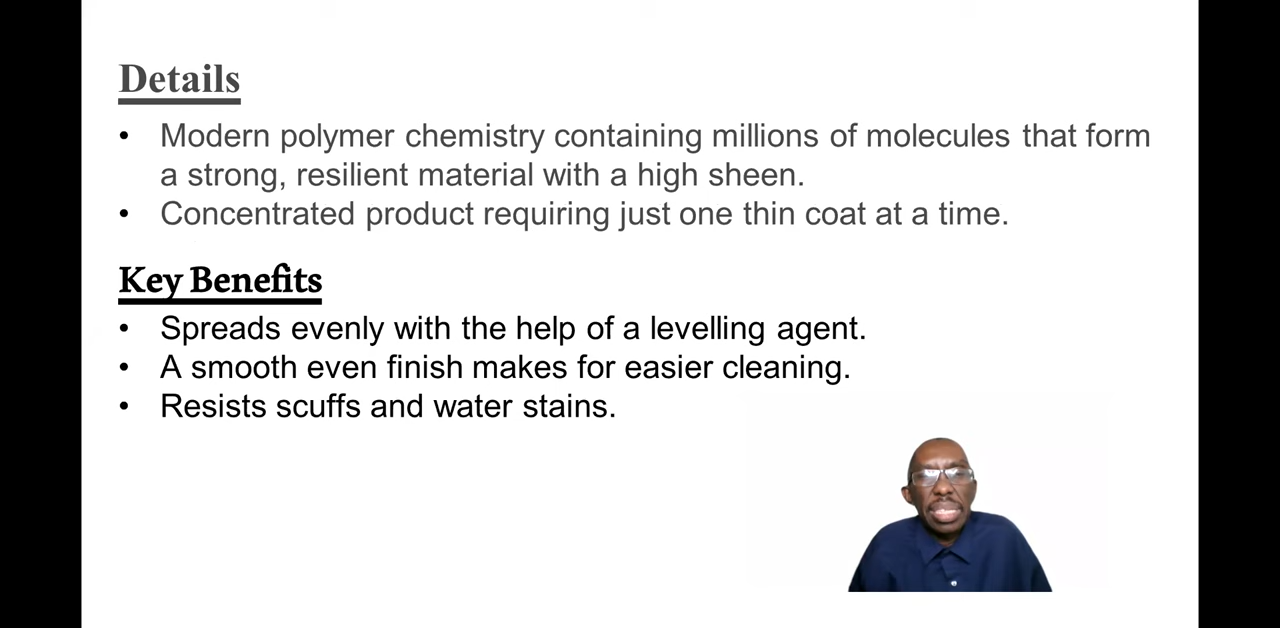 Details
• Modern polymer chemistry containing millions of molecules that form
a strong, resilient material with a high sheen.
• Concentrated product requiring just one thin coat at a time.
Key Benefits
• Spreads evenly with the help of a levelling agent.
• A smooth even finish makes for easier cleaning.
• Resists scuffs and water stains.